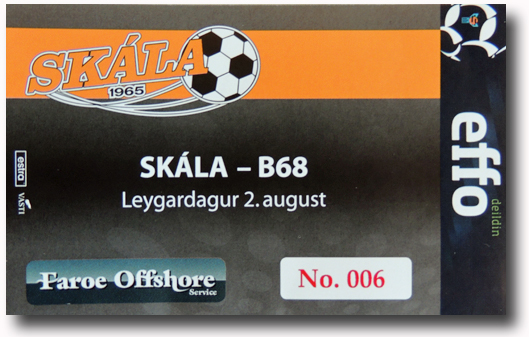 SKÁLA
1965
SKÁLA – B68
Leygardagur 2. august
Faroe Offshore
Service
No. 006
effo
deildin
estra
VÁSTI